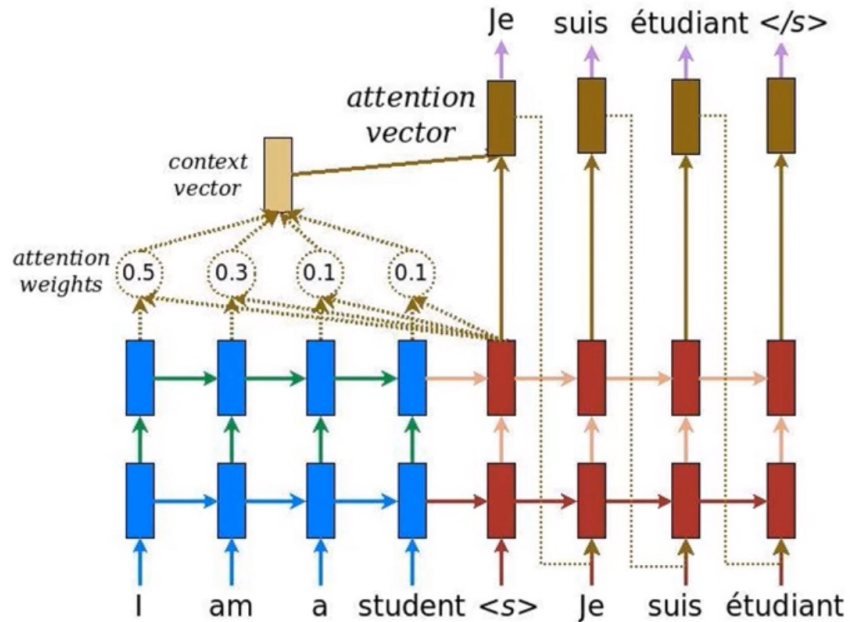 Je suis étudiant </s>
attention
vector
context
vector
attention
weights
0.5 0.3 0.1 0.1
I am a student <s> Je suis étudiant